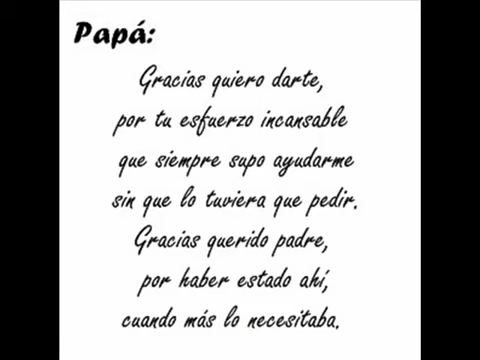 Papá:
Gracias quiero darte,
por tu esfuerzo incansable
que siempre supo ayudarme
sin que lo tuviera que pedir.
Gracias querido padre,
por haber estado ahí,
cuando más lo necesitaba.